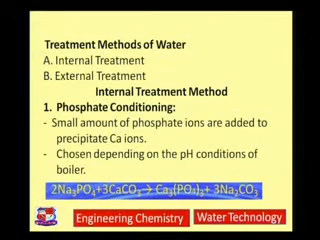 Treatment Methods of Water
A. Internal Treatment
B. External Treatment
Internal Treatment Method
1. Phosphate Conditioning:
- Small amount of phosphate ions are added to
precipitate Ca ions.
- Chosen depending on the pH conditions of
boiler.
2Na₃PO₄+3CaCO₃ → Ca₃(PO₄)₂+ 3Na₂CO₃
Engineering Chemistry
Water Technology